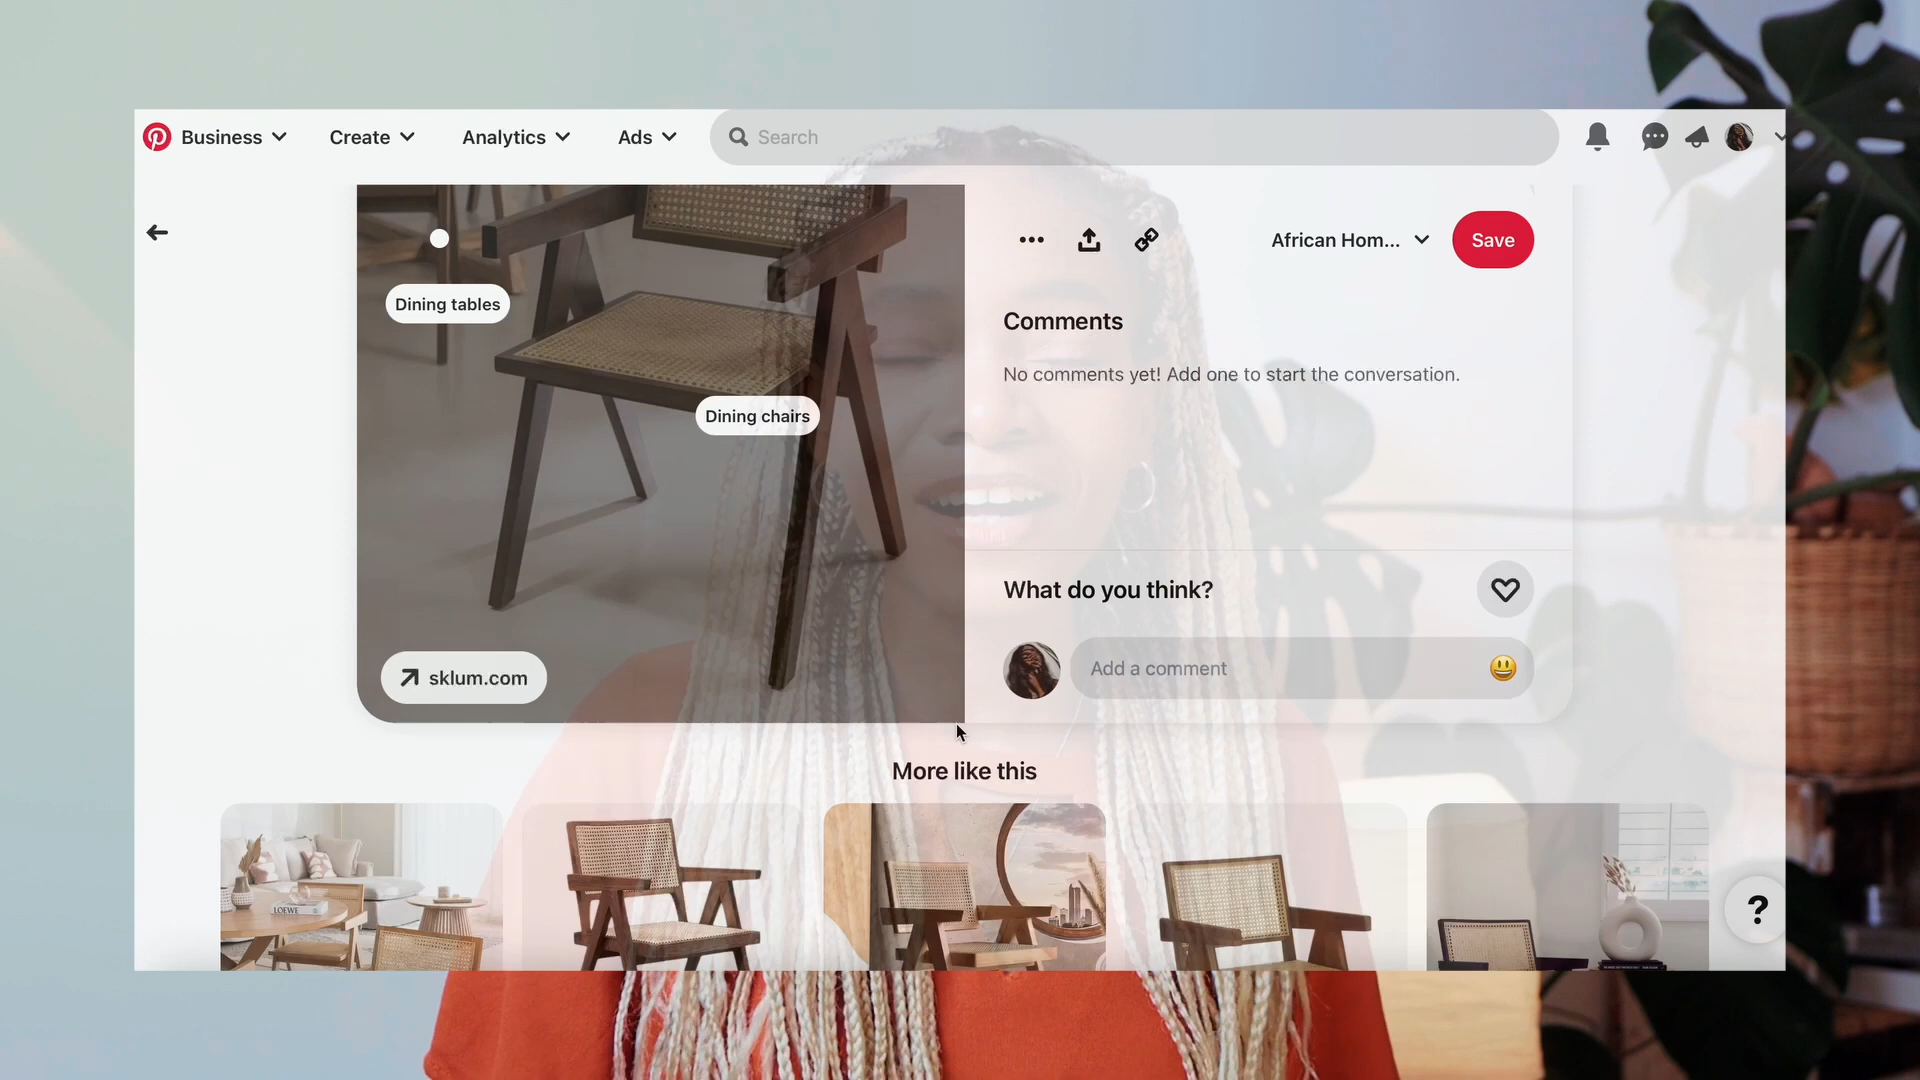 Business
Create
Analytics
Ads
Search
African Hom...
Save
Dining tables
Comments
No comments yet! Add one to start the conversation.
Dining chairs
What do you think?
sklum.com
Add a comment
More like this
LOEWE
?